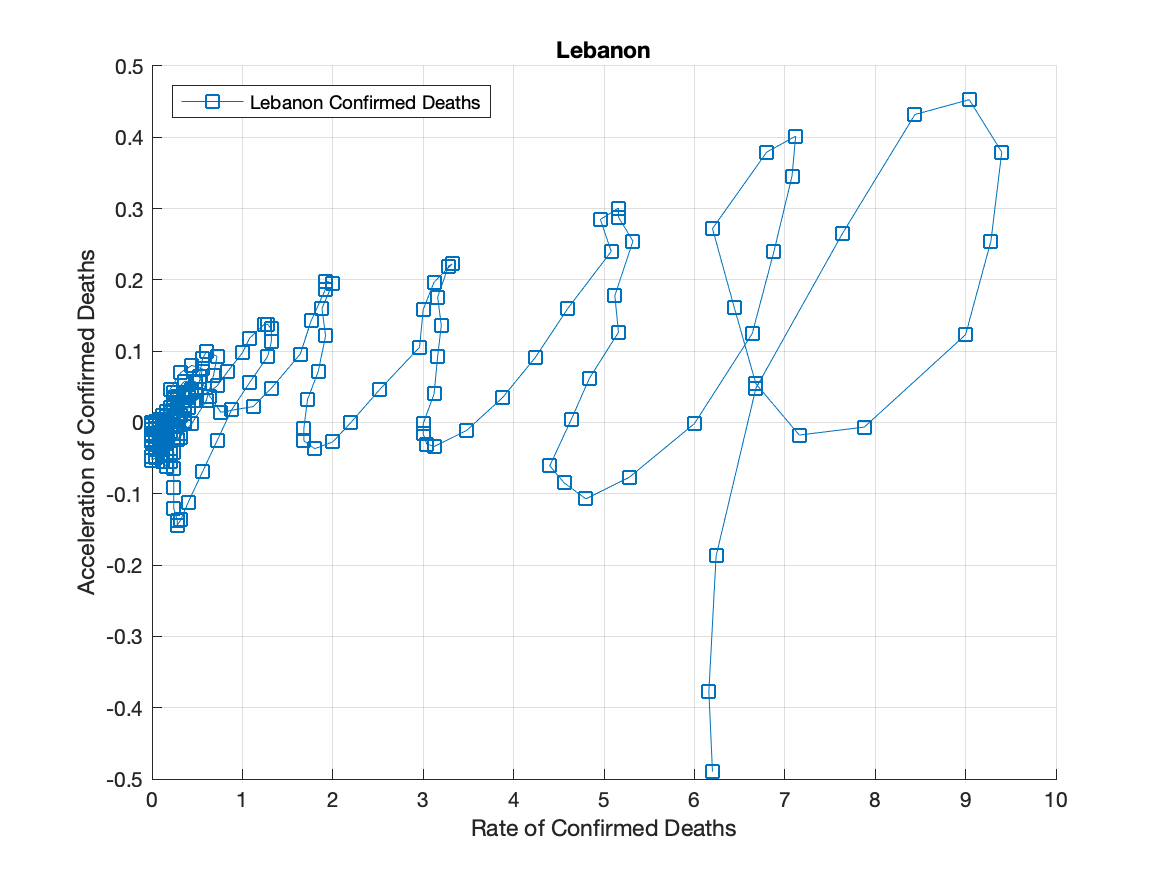 Lebanon
Lebanon Confirmed Deaths
Acceleration of Confirmed Deaths
0.5
0.4
0.3
0.2
0.1
0
-0.1
-0.2
-0.3
-0.4
-0.5
0 1 2 3 4 5 6 7 8 9 10
Rate of Confirmed Deaths